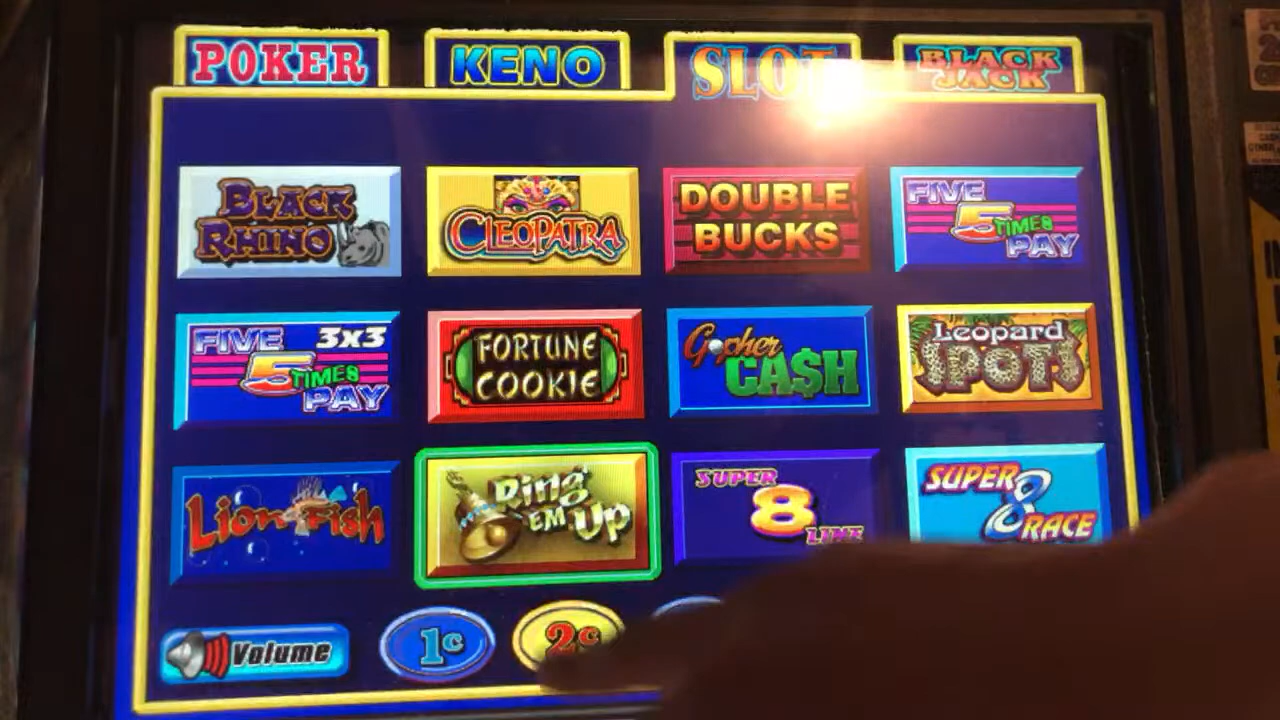 POKER
KENO
SLOT
BLACK
JACK
BLACK
RHINO
CLEOPATRA
DOUBLE
BUCKS
FIVE
5 TIMES
PAY
FIVE 3x3
5 TIMES
PAY
FORTUNE
COOKIE
Gopher
CA$H
Leopard
SPOTS
Lion Fish
Ring
'EM Up
SUPER
8
LINE
SUPER
8
RACE
Volume
1¢
2¢